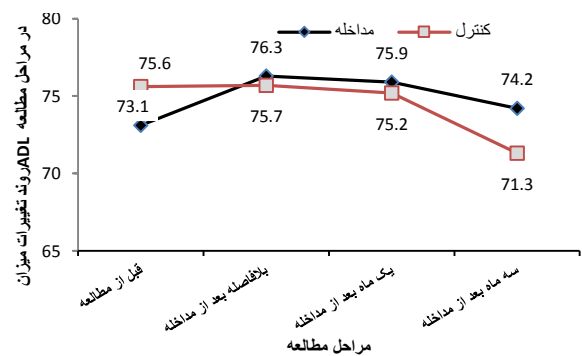 80
75
70
65
مداخله
کنترل
75.6
73.1
76.3
75.7
75.9
75.2
74.2
71.3
روند تغییرات میزان ADL
در مراحل مطالعه
قبل از مطالعه
بلافاصله بعد از مداخله
یک ماه بعد از مداخله
سه ماه بعد از مداخله
مراحل مطالعه